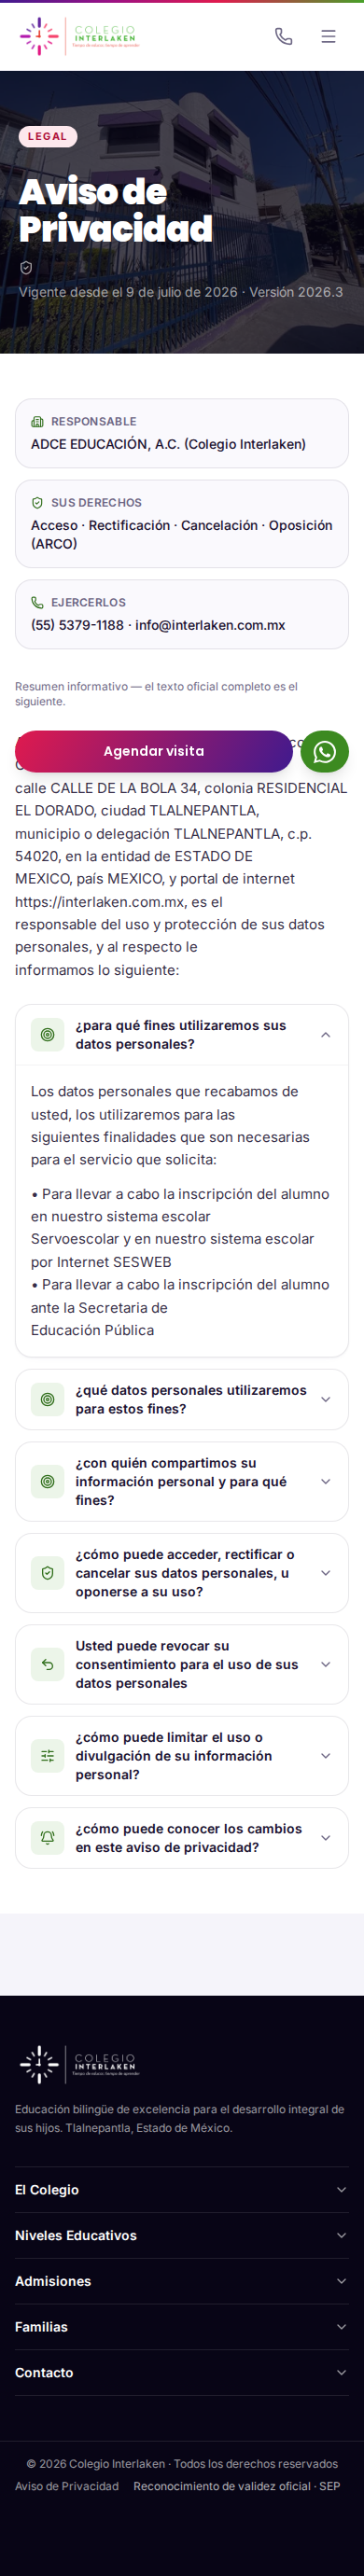 COLEGIO
INTERLAKEN
LEGAL
Aviso de
Privacidad
Vigente desde el 9 de julio de 2026 · Versión 2026.3
RESPONSABLE
ADCE EDUCACIÓN, A.C. (Colegio Interlaken)
SUS DERECHOS
Acceso · Rectificación · Cancelación · Oposición
(ARCO)
EJERCERLOS
(55) 5379-1188 · info@interlaken.com.mx
Resumen informativo — el texto oficial completo es el
siguiente.
Agendar visita
calle CALLE DE LA BOLA 34, colonia RESIDENCIAL
EL DORADO, ciudad TLALNEPANTLA,
municipio o delegación TLALNEPANTLA, c.p.
54020, en la entidad de ESTADO DE
MEXICO, país MEXICO, y portal de internet
https://interlaken.com.mx, es el
responsable del uso y protección de sus datos
personales, y al respecto le
informamos lo siguiente:
¿para qué fines utilizaremos sus
datos personales?
Los datos personales que recabamos de
usted, los utilizaremos para las
siguientes finalidades que son necesarias
para el servicio que solicita:
• Para llevar a cabo la inscripción del alumno
en nuestro sistema escolar
Servoescolar y en nuestro sistema escolar
por Internet SESWEB
• Para llevar a cabo la inscripción del alumno
ante la Secretaria de
Educación Pública
¿qué datos personales utilizaremos
para estos fines?
¿con quién compartimos su
información personal y para qué
fines?
¿cómo puede acceder, rectificar o
cancelar sus datos personales, u
oponerse a su uso?
Usted puede revocar su
consentimiento para el uso de sus
datos personales
¿cómo puede limitar el uso o
divulgación de su información
personal?
¿cómo puede conocer los cambios
en este aviso de privacidad?
COLEGIO
INTERLAKEN
Educación bilingüe de excelencia para el desarrollo integral de
sus hijos. Tlalnepantla, Estado de México.
El Colegio
Niveles Educativos
Admisiones
Familias
Contacto
© 2026 Colegio Interlaken · Todos los derechos reservados
Aviso de Privacidad Reconocimiento de validez oficial · SEP